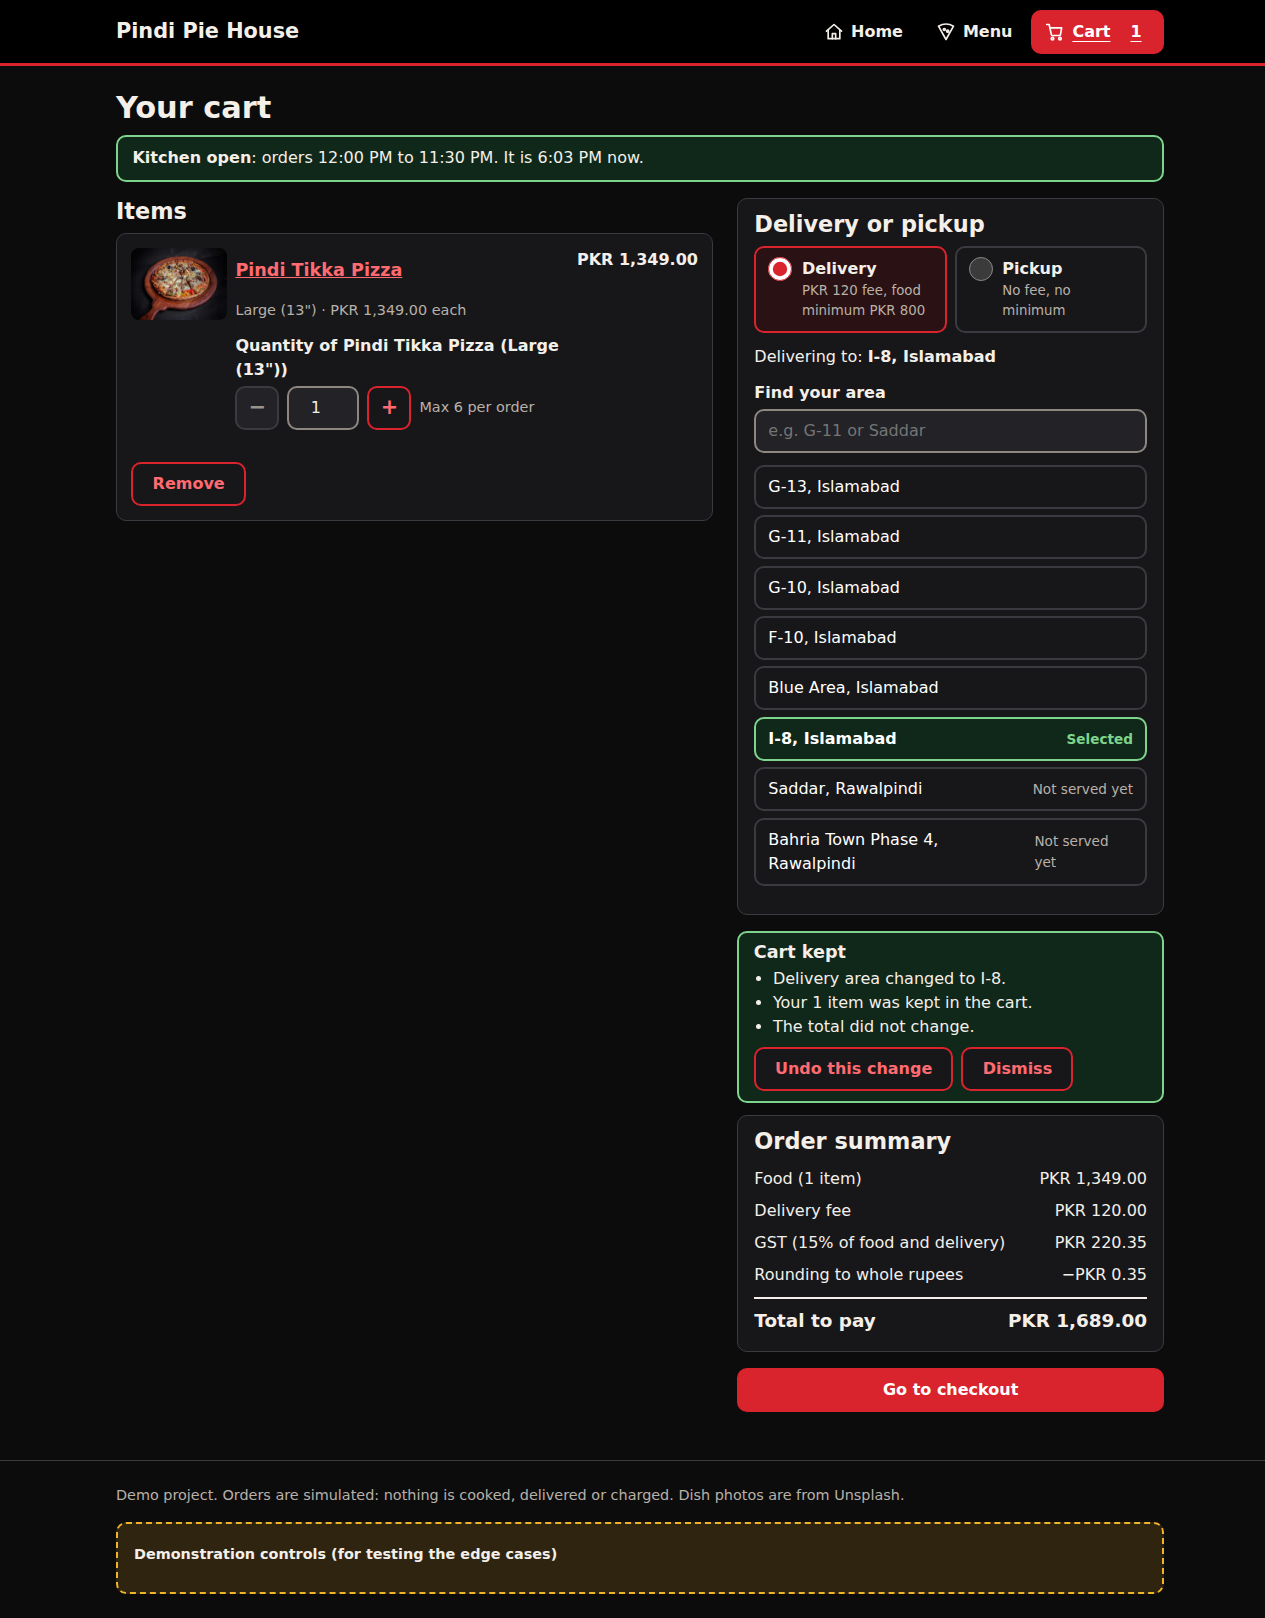 Pindi Pie House
Home
Menu
Cart 1
Your cart
Kitchen open: orders 12:00 PM to 11:30 PM. It is 6:03 PM now.
Items
Pindi Tikka Pizza
PKR 1,349.00
Large (13") · PKR 1,349.00 each
Quantity of Pindi Tikka Pizza (Large
(13"))
−
1
+
Max 6 per order
Remove
Delivery or pickup
Delivery
PKR 120 fee, food
minimum PKR 800
Pickup
No fee, no
minimum
Delivering to: I-8, Islamabad
Find your area
e.g. G-11 or Saddar
G-13, Islamabad
G-11, Islamabad
G-10, Islamabad
F-10, Islamabad
Blue Area, Islamabad
I-8, Islamabad
Selected
Saddar, Rawalpindi
Not served yet
Bahria Town Phase 4,
Rawalpindi
Not served
yet
Cart kept
• Delivery area changed to I-8.
• Your 1 item was kept in the cart.
• The total did not change.
Undo this change
Dismiss
Order summary
Food (1 item) PKR 1,349.00
Delivery fee PKR 120.00
GST (15% of food and delivery) PKR 220.35
Rounding to whole rupees −PKR 0.35
Total to pay PKR 1,689.00
Go to checkout
Demo project. Orders are simulated: nothing is cooked, delivered or charged. Dish photos are from Unsplash.
Demonstration controls (for testing the edge cases)